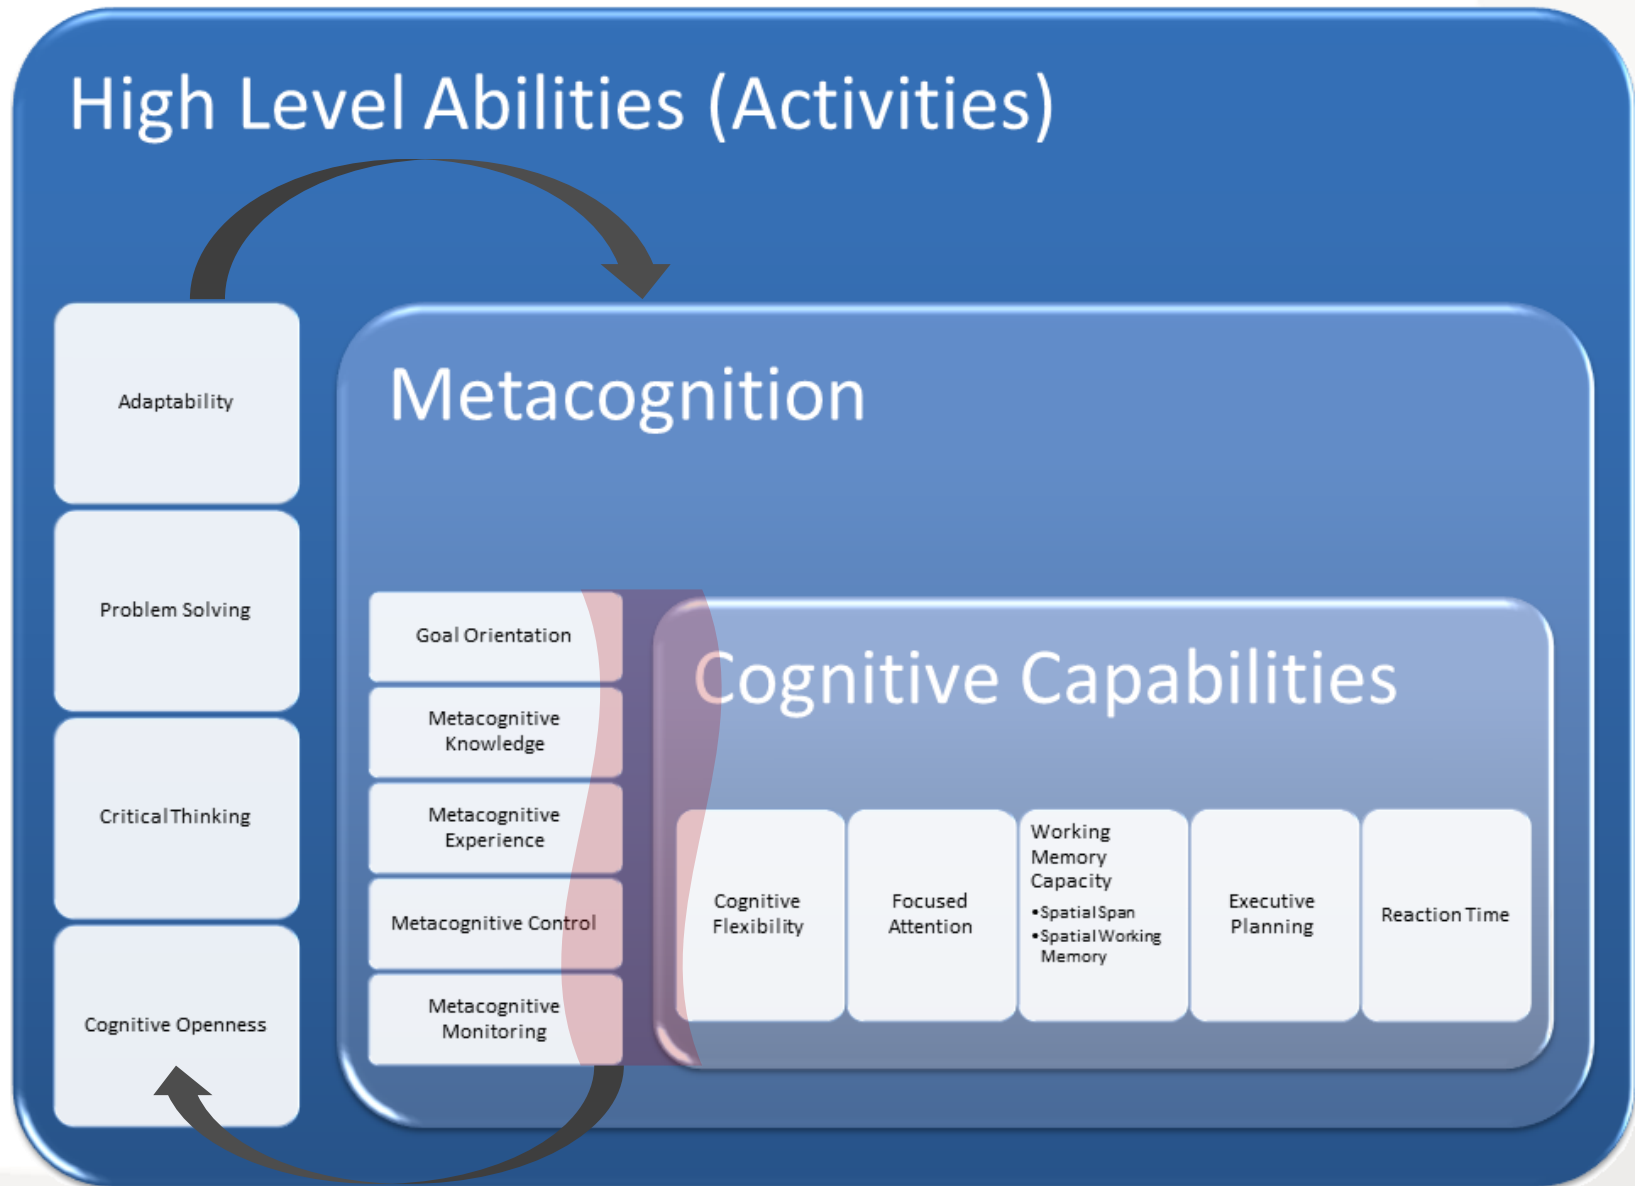 High Level Abilities (Activities)
Adaptability
Problem Solving
Critical Thinking
Cognitive Openness
Metacognition
Goal Orientation
Metacognitive
Knowledge
Metacognitive
Experience
Metacognitive Control
Metacognitive
Monitoring
Cognitive Capabilities
Cognitive
Flexibility
Focused
Attention
Working
Memory
Capacity
•Spatial Span
•Spatial Working
Memory
Executive
Planning
Reaction Time